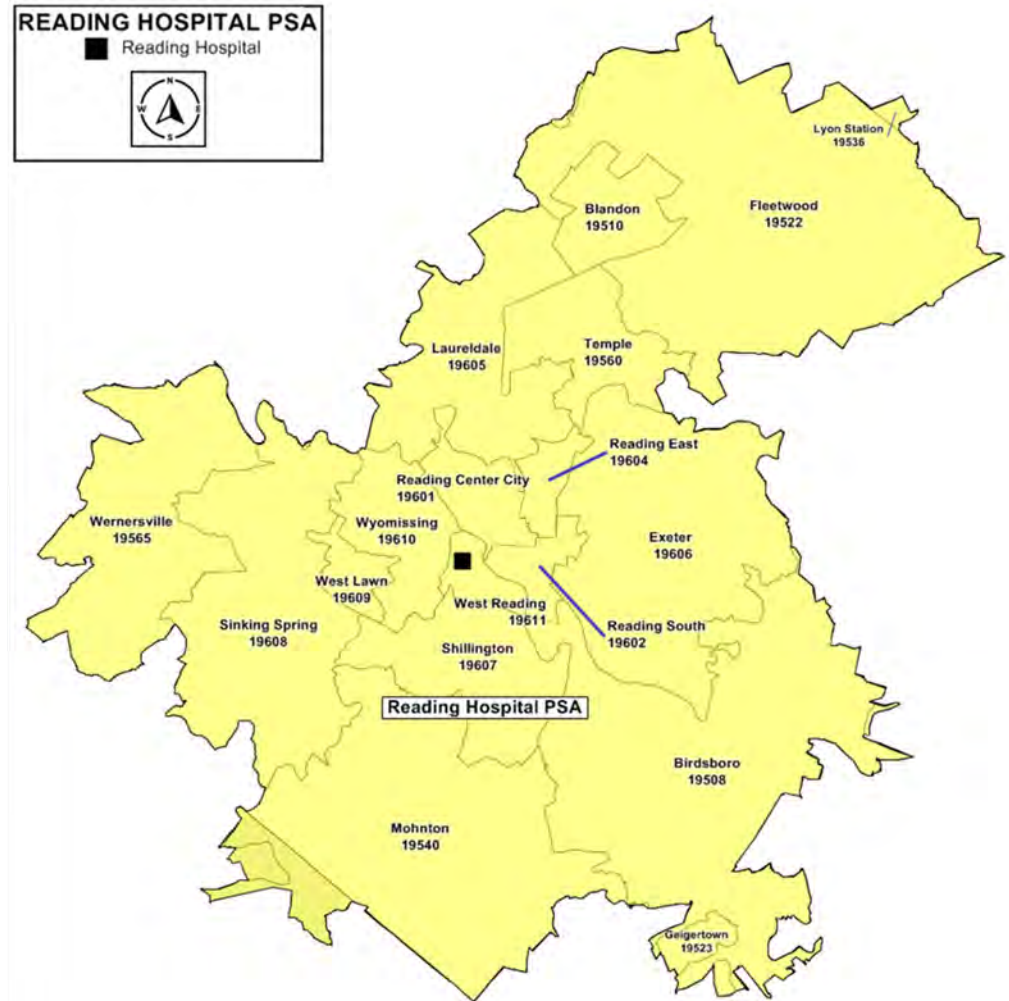 READING HOSPITAL PSA
Reading Hospital
N
W E
S
Lyon Station
19536
Blandon
19510
Fleetwood
19522
Laureldale
19605
Temple
19560
Reading East
19604
Reading Center City
19601
Wernersville
19565
Wyomissing
19610
Exeter
19606
West Lawn
19609
West Reading
19611
Sinking Spring
19608
Reading South
19602
Shillington
19607
Reading Hospital PSA
Birdsboro
19508
Mohnton
19540
Geigertown
19523